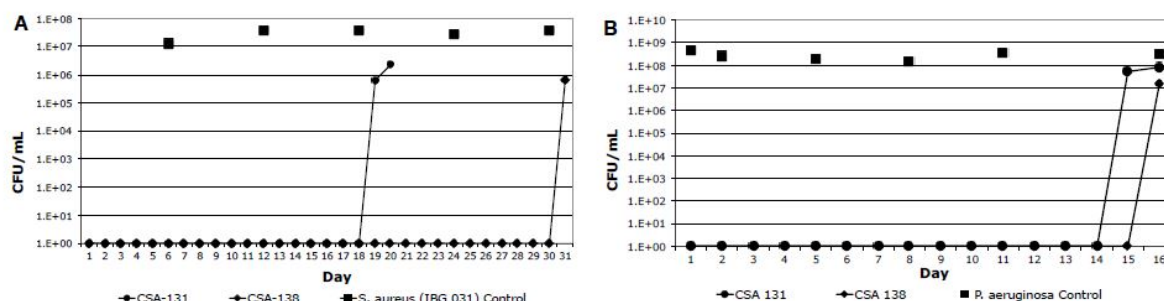 A
1.E+08
1.E+07
1.E+06
1.E+05
1.E+04
1.E+03
1.E+02
1.E+01
1.E+00
CFU/mL
1 2 3 4 5 6 7 8 9 10 11 12 13 14 15 16 17 18 19 20 21 22 23 24 25 26 27 28 29 30 31
Day
CSA-131 CSA-138 S. aureus (IBG 031) Control
B
1.E+10
1.E+09
1.E+08
1.E+07
1.E+06
1.E+05
1.E+04
1.E+03
1.E+02
1.E+01
1.E+00
CFU/mL
1 2 3 4 5 6 7 8 9 10 11 12 13 14 15 16
Day
CSA 131 CSA 138 P. aeruginosa Control